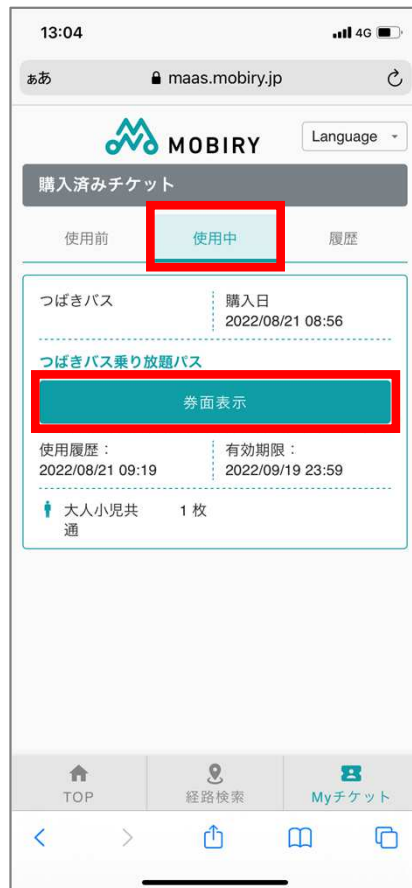 13:04
4G
ぁあ
maas.mobiry.jp
MOBIRY
Language
購入済みチケット
使用前
使用中
履歴
つばきバス
購入日
2022/08/21 08:56
つばきバス乗り放題パス
券面表示
使用履歴：
2022/08/21 09:19
有効期限：
2022/09/19 23:59
大人小児共
通
1 枚
TOP
経路検索
Myチケット